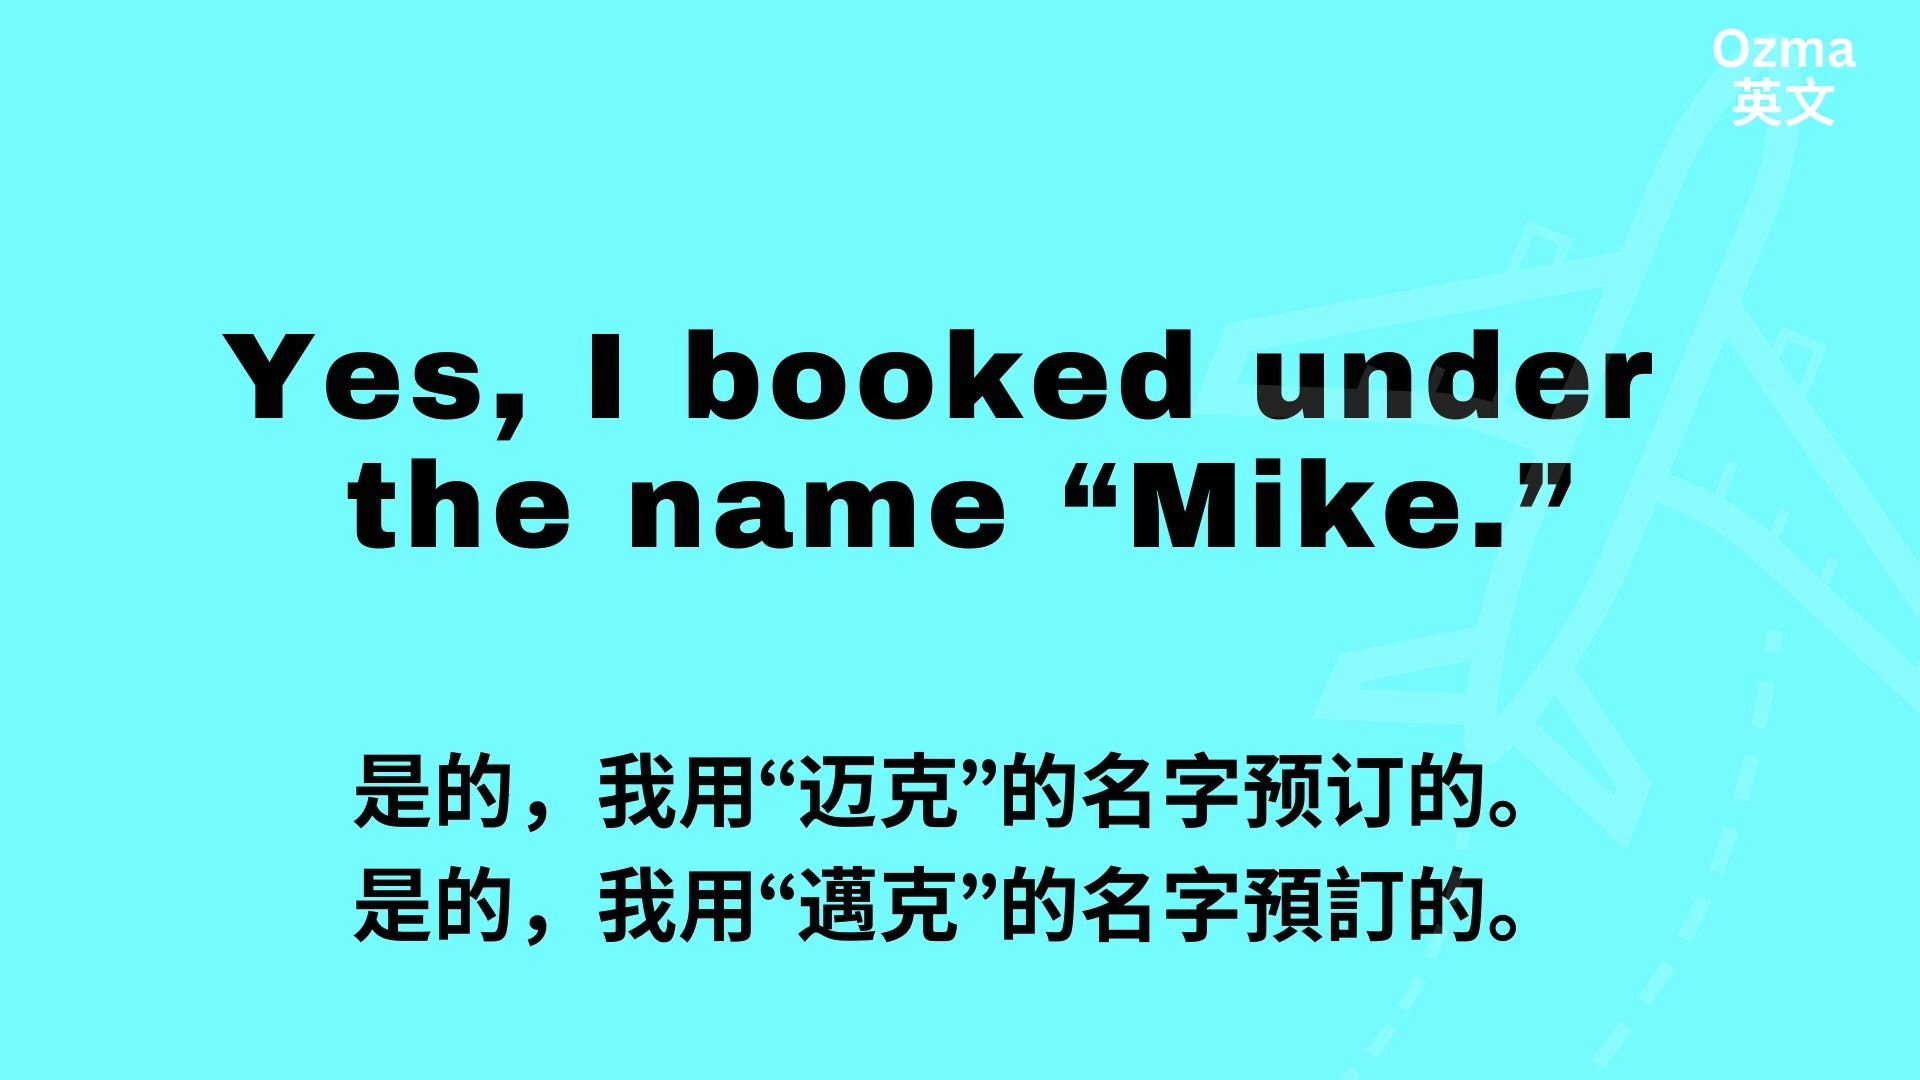 Ozma
英文
Yes, I booked under
the name “Mike.”
是的，我用“迈克”的名字预订的。
是的，我用“邁克”的名字預訂的。